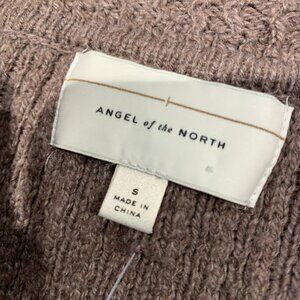 ANGEL of the NORTH
S
MADE IN
CHINA